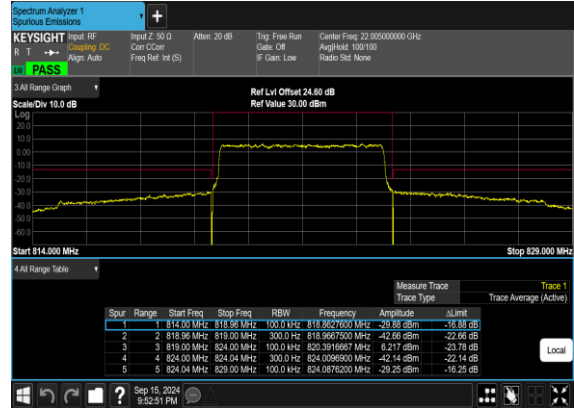 Spectrum Analyzer 1
Spurious Emissions
KEYSIGHT Input: RF Input Z: 50 Ω Atten: 20 dB Trig: Free Run Center Freq: 22.005000000 GHz
R T Coupling: DC Corr CCorr Gate: Off Avg|Hold: 100/100
Align: Auto Freq Ref: Int (S) IF Gain: Low Radio Std: None
LM PASS
3 All Range Graph
Ref Lvl Offset 24.60 dB
Scale/Div 10.0 dB Ref Value 30.00 dBm
Log
20.0
10.0
0.00
-10.0
-20.0
-30.0
-40.0
-50.0
-60.0
Start 814.000 MHz Stop 829.000 MHz
4 All Range Table
Measure Trace Trace 1
Trace Type Trace Average (Active)
Spur Range Start Freq Stop Freq RBW Frequency Amplitude ΔLimit
1 1 814.00 MHz 818.96 MHz 100.0 kHz 818.8627600 MHz -29.88 dBm -16.88 dB
2 2 818.96 MHz 819.00 MHz 300.0 Hz 818.9667500 MHz -42.66 dBm -22.66 dB
3 3 819.00 MHz 824.00 MHz 100.0 kHz 820.3916667 MHz 6.217 dBm -23.78 dB
4 4 824.00 MHz 824.04 MHz 300.0 Hz 824.0096900 MHz -42.14 dBm -22.14 dB
5 5 824.04 MHz 829.00 MHz 100.0 kHz 824.0876200 MHz -29.25 dBm -16.25 dB
Local
Sep 15, 2024
9:52:51 PM